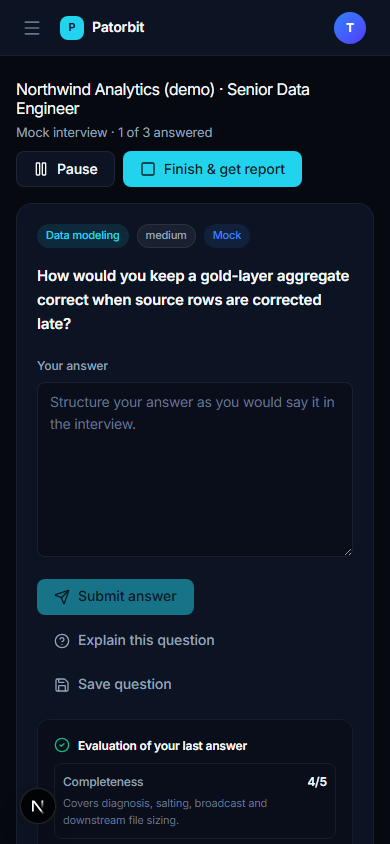 P Patorbit T
Northwind Analytics (demo) · Senior Data
Engineer
Mock interview · 1 of 3 answered
Pause Finish & get report
Data modeling medium Mock
How would you keep a gold-layer aggregate
correct when source rows are corrected
late?
Your answer
Structure your answer as you would say it in
the interview.
Submit answer
Explain this question
Save question
Evaluation of your last answer
Completeness 4/5
Covers diagnosis, salting, broadcast and
downstream file sizing.
N